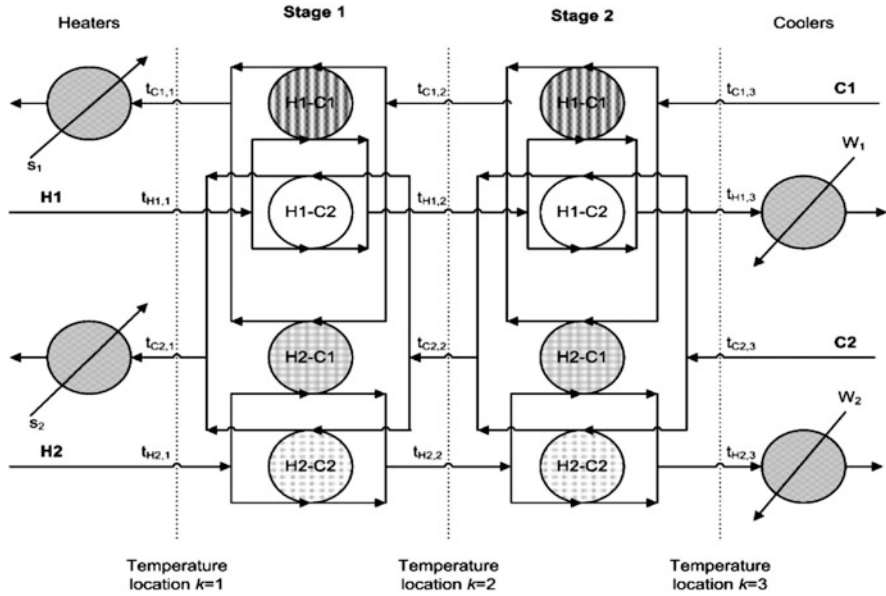 Heaters
Stage 1
Stage 2
Coolers
tC1,1
tC1,2
tC1,3
C1
H1-C1
H1-C1
S1
W1
H1
tH1,1
H1-C2
tH1,2
H1-C2
tH1,3
tC2,1
H2-C1
tC2,2
H2-C1
tC2,3
C2
S2
W2
H2
tH2,1
H2-C2
tH2,2
H2-C2
tH2,3
Temperature
location k=1
Temperature
location k=2
Temperature
location k=3